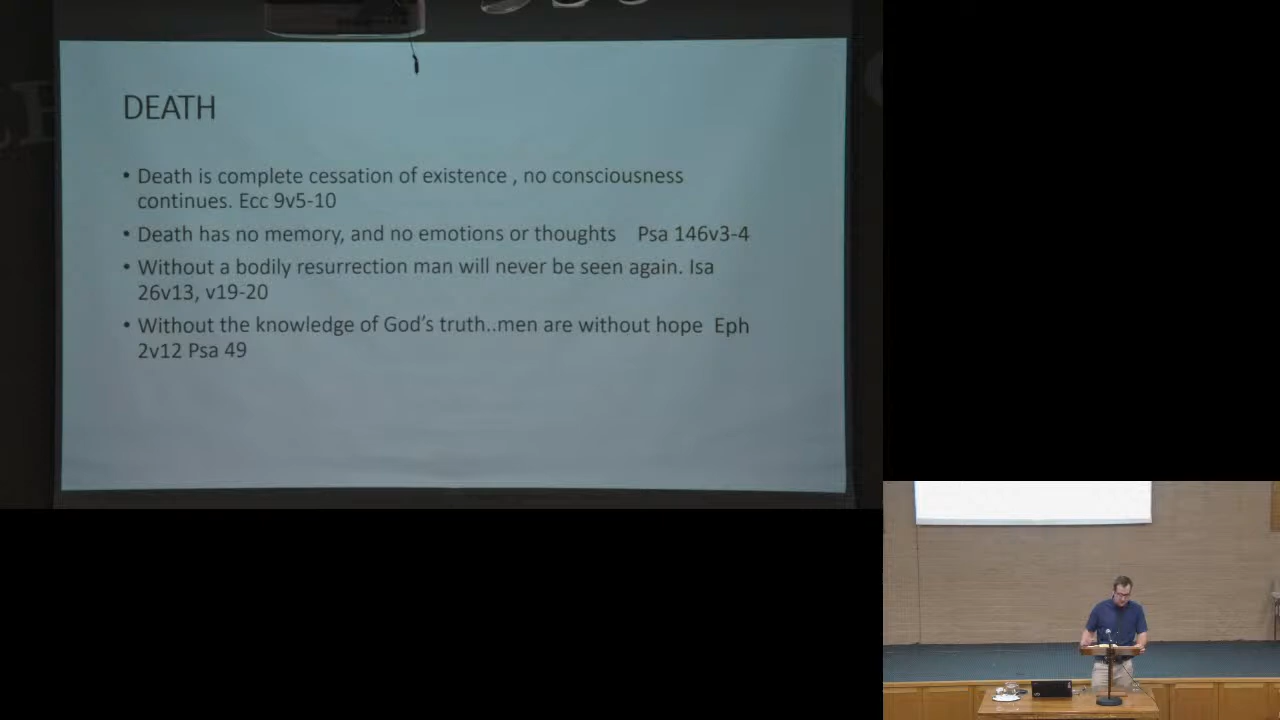 DEATH
• Death is complete cessation of existence , no consciousness
continues. Ecc 9v5-10
• Death has no memory, and no emotions or thoughts Psa 146v3-4
• Without a bodily resurrection man will never be seen again. Isa
26v13, v19-20
• Without the knowledge of God's truth..men are without hope Eph
2v12 Psa 49